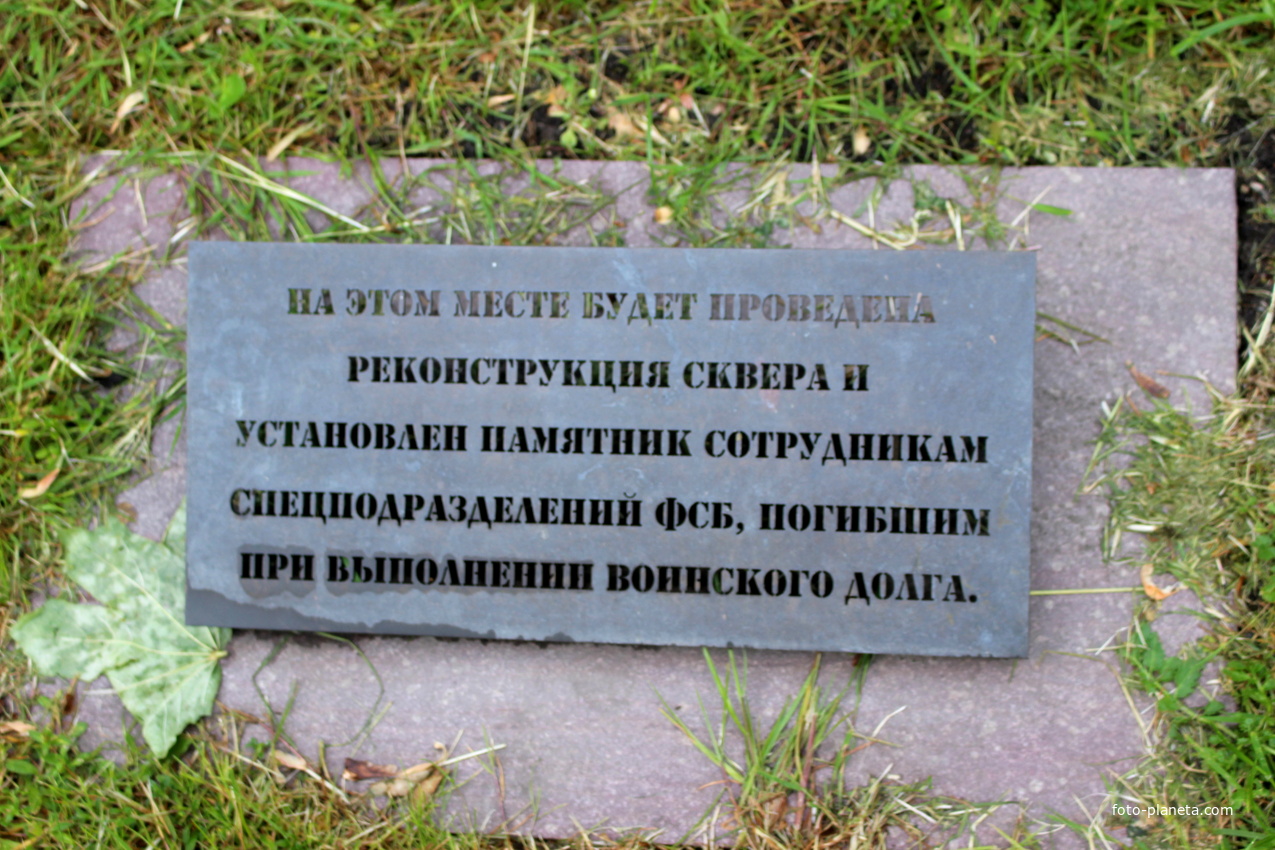 НА ЭТОМ МЕСТЕ БУДЕТ ПРОВЕДЕНА
РЕКОНСТРУКЦИЯ СКВЕРА И
УСТАНОВЛЕН ПАМЯТНИК СОТРУДНИКАМ
СПЕЦПОДРАЗДЕЛЕНИЙ ФСБ, ПОГИБШИМ
ПРИ ВЫПОЛНЕНИИ ВОИНСКОГО ДОЛГА.
foto-planeta.com